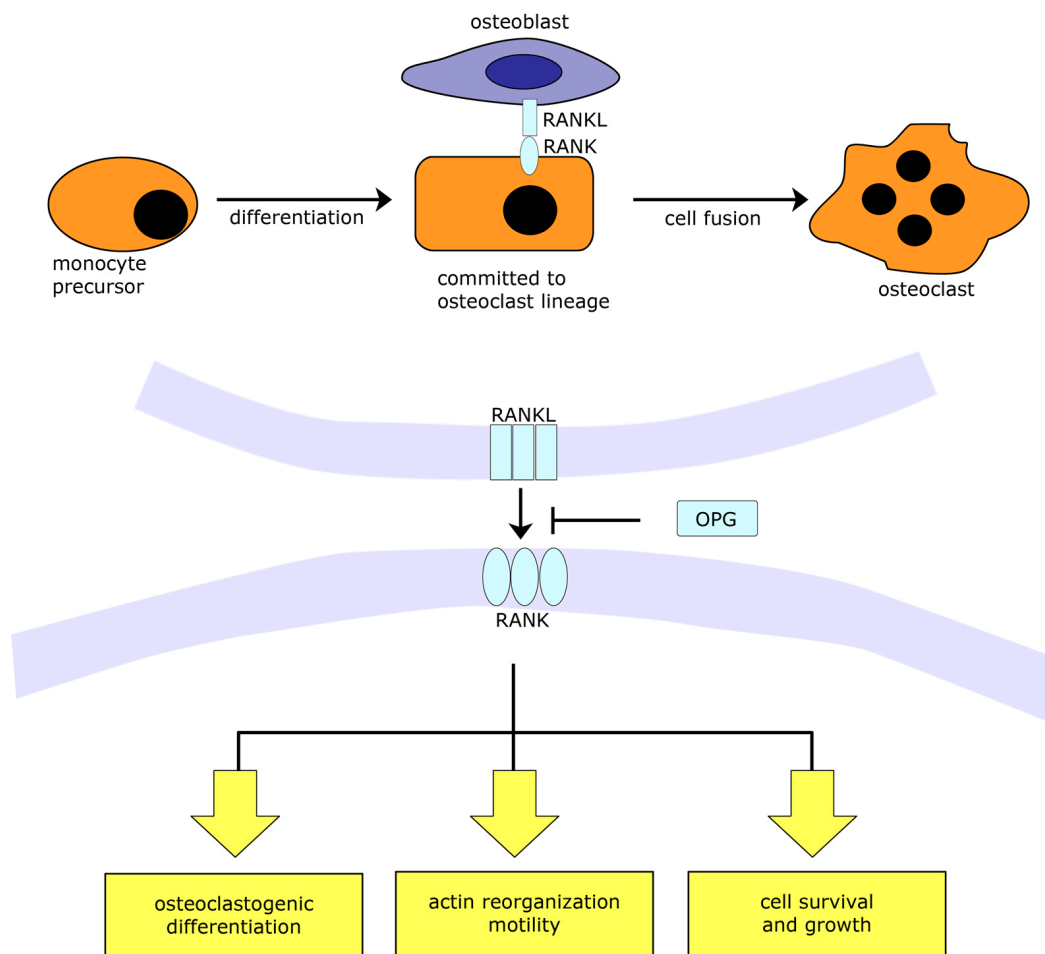 osteoblast
RANKL
RANK
differentiation
cell fusion
monocyte
precursor
committed to
osteoclast lineage
osteoclast
RANKL
OPG
RANK
osteoclastogenic
differentiation
actin reorganization
motility
cell survival
and growth